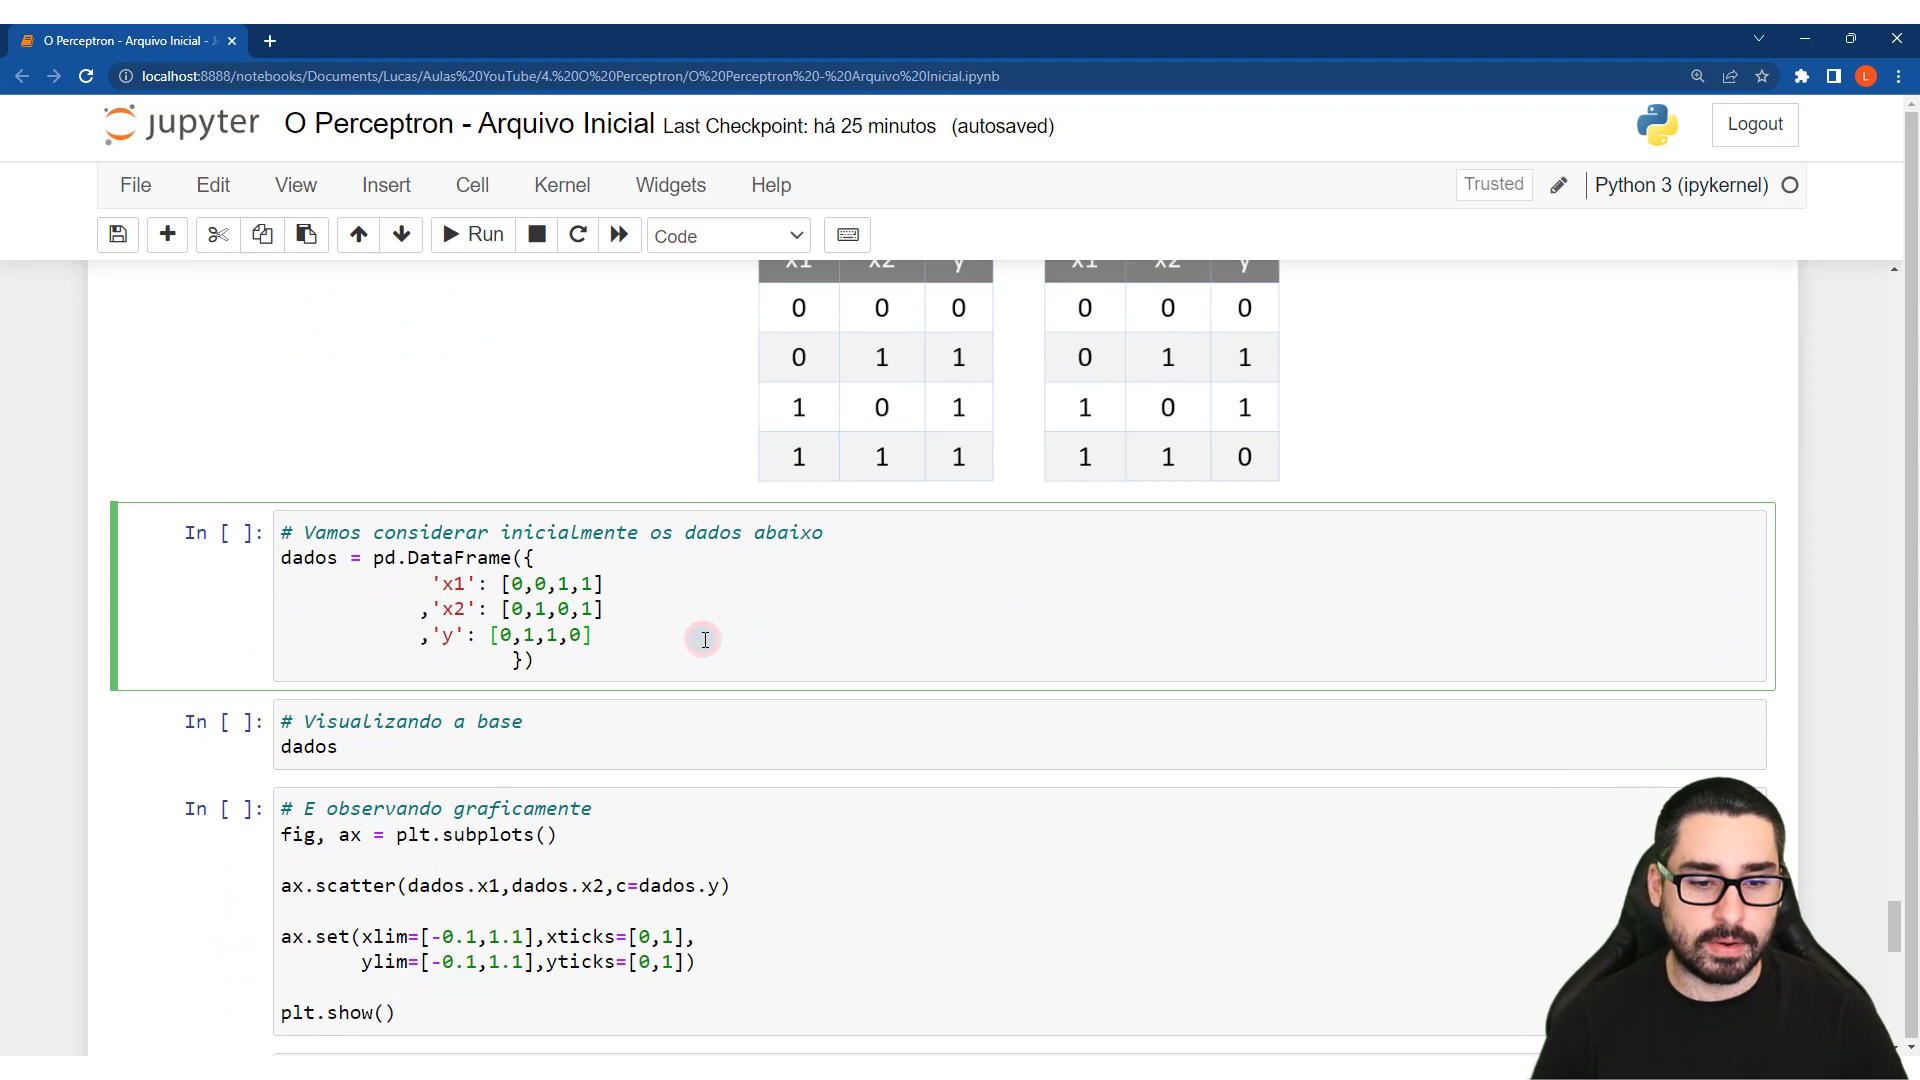 O Perceptron - Arquivo Inicial - J
localhost:8888/notebooks/Documents/Lucas/Aulas%20YouTube/4.%20O%20Perceptron/O%20Perceptron%20-%20Arquivo%20Inicial.ipynb
L
jupyter O Perceptron - Arquivo Inicial Last Checkpoint: há 25 minutos (autosaved)
Logout
File Edit View Insert Cell Kernel Widgets Help
Trusted Python 3 (ipykernel)
Run Code
x1 x2 y x1 x2 y
0 0 0 0 0 0
0 1 1 0 1 1
1 0 1 1 0 1
1 1 1 1 1 0
In [ ]: # Vamos considerar inicialmente os dados abaixo
dados = pd.DataFrame({
'x1': [0,0,1,1]
,'x2': [0,1,0,1]
,'y': [0,1,1,0]
})
In [ ]: # Visualizando a base
dados
In [ ]: # E observando graficamente
fig, ax = plt.subplots()
ax.scatter(dados.x1,dados.x2,c=dados.y)
ax.set(xlim=[-0.1,1.1],xticks=[0,1],
ylim=[-0.1,1.1],yticks=[0,1])
plt.show()